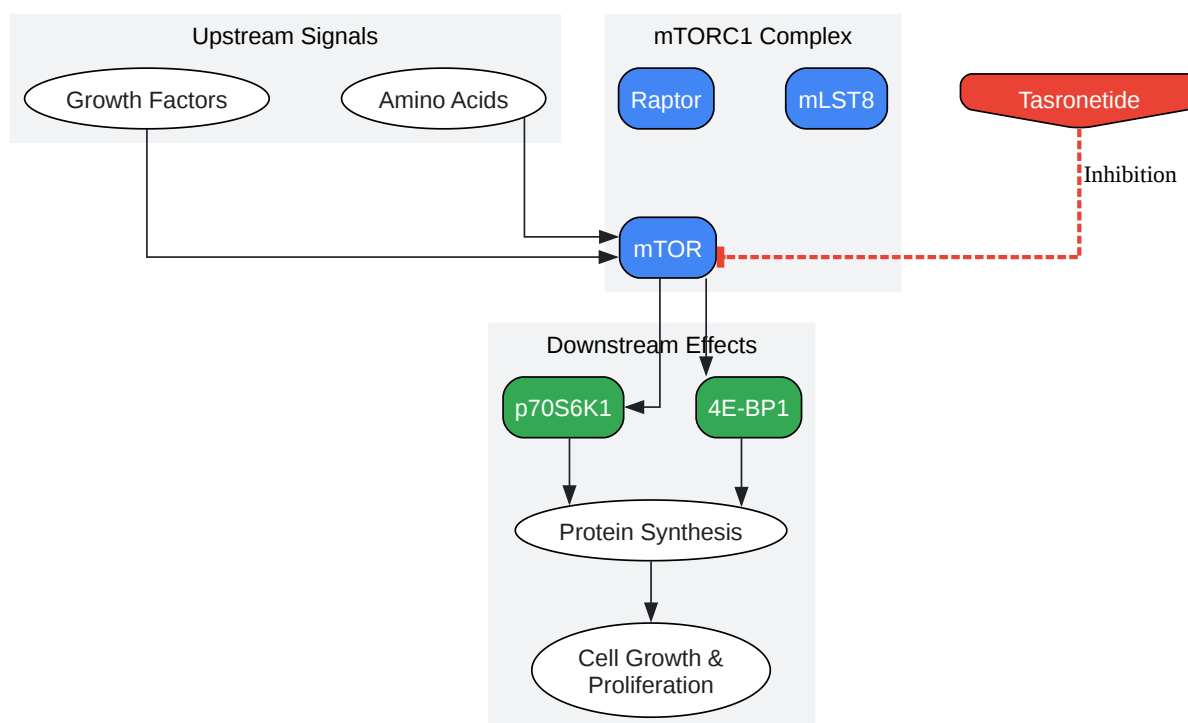 Upstream Signals
mTORC1 Complex
Growth Factors
Amino Acids
Raptor
mLST8
Tasronetide
Inhibition
mTOR
Downstream Effects
p70S6K1
4E-BP1
Protein Synthesis
Cell Growth &
Proliferation